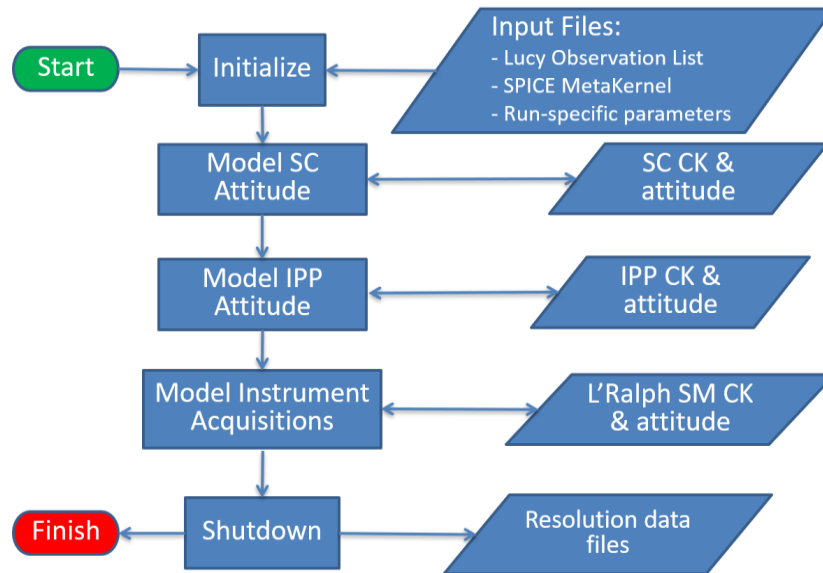 Start
Initialize
Input Files:
- Lucy Observation List
- SPICE MetaKernel
- Run-specific parameters
Model SC
Attitude
SC CK &
attitude
Model IPP
Attitude
IPP CK &
attitude
Model Instrument
Acquisitions
L'Ralph SM CK
& attitude
Finish
Shutdown
Resolution data
files